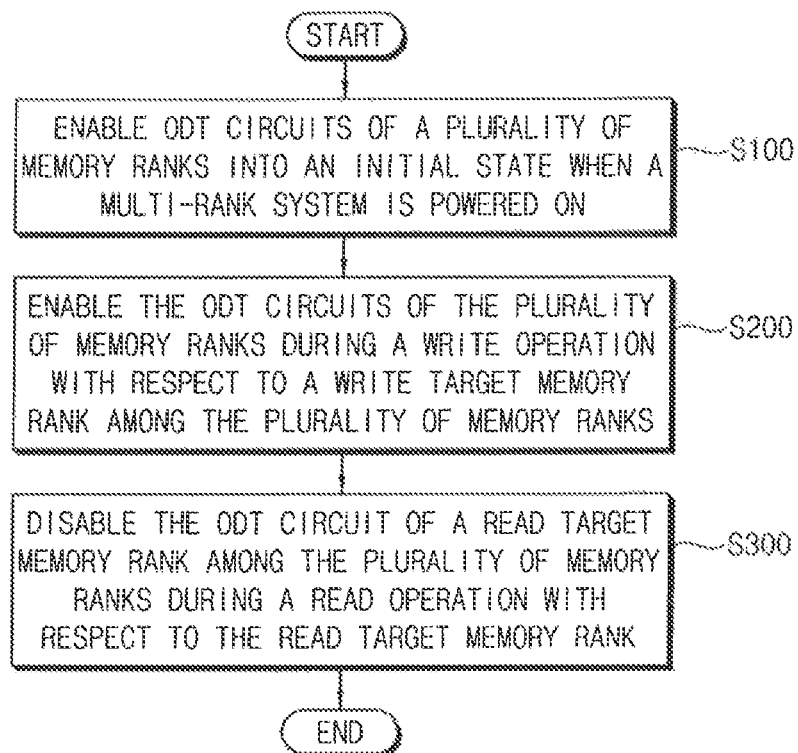 START
ENABLE ODT CIRCUITS OF A PLURALITY OF
MEMORY RANKS INTO AN INITIAL STATE WHEN A
MULTI-RANK SYSTEM IS POWERED ON
S100
ENABLE THE ODT CIRCUITS OF THE PLURALITY
OF MEMORY RANKS DURING A WRITE OPERATION
WITH RESPECT TO A WRITE TARGET MEMORY
RANK AMONG THE PLURALITY OF MEMORY RANKS
S200
DISABLE THE ODT CIRCUIT OF A READ TARGET
MEMORY RANK AMONG THE PLURALITY OF MEMORY
RANKS DURING A READ OPERATION WITH
RESPECT TO THE READ TARGET MEMORY RANK
S300
END